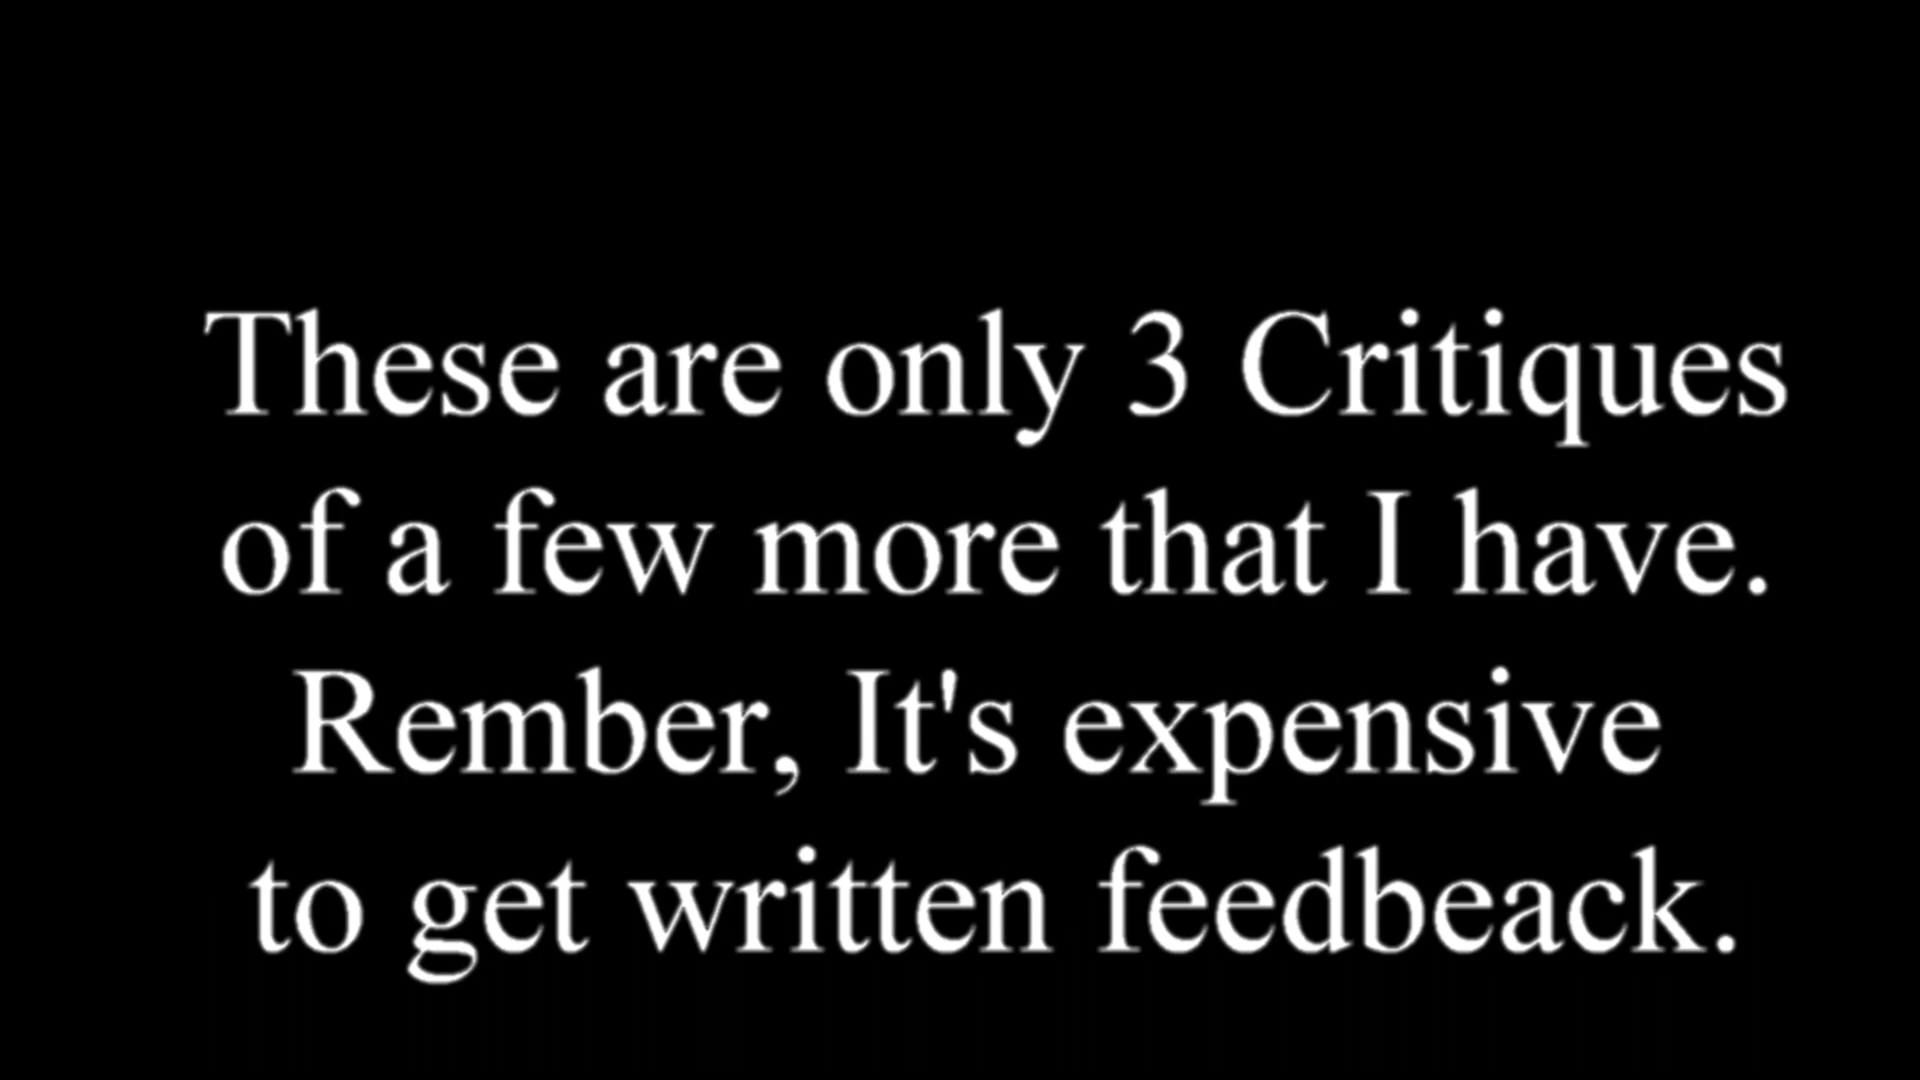 These are only 3 Critiques
of a few more that I have.
Rember, It's expensive
to get written feedbeack.